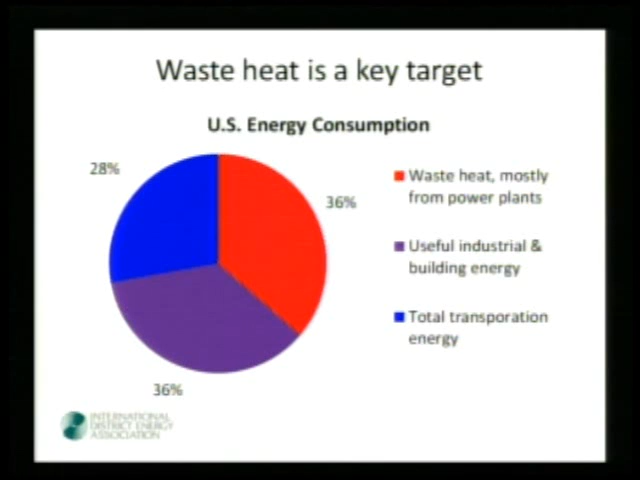 Waste heat is a key target
U.S. Energy Consumption
28%
36%
36%
Waste heat, mostly
from power plants
Useful industrial &
building energy
Total transporation
energy
INTERNATIONAL
DISTRICT ENERGY
ASSOCIATION